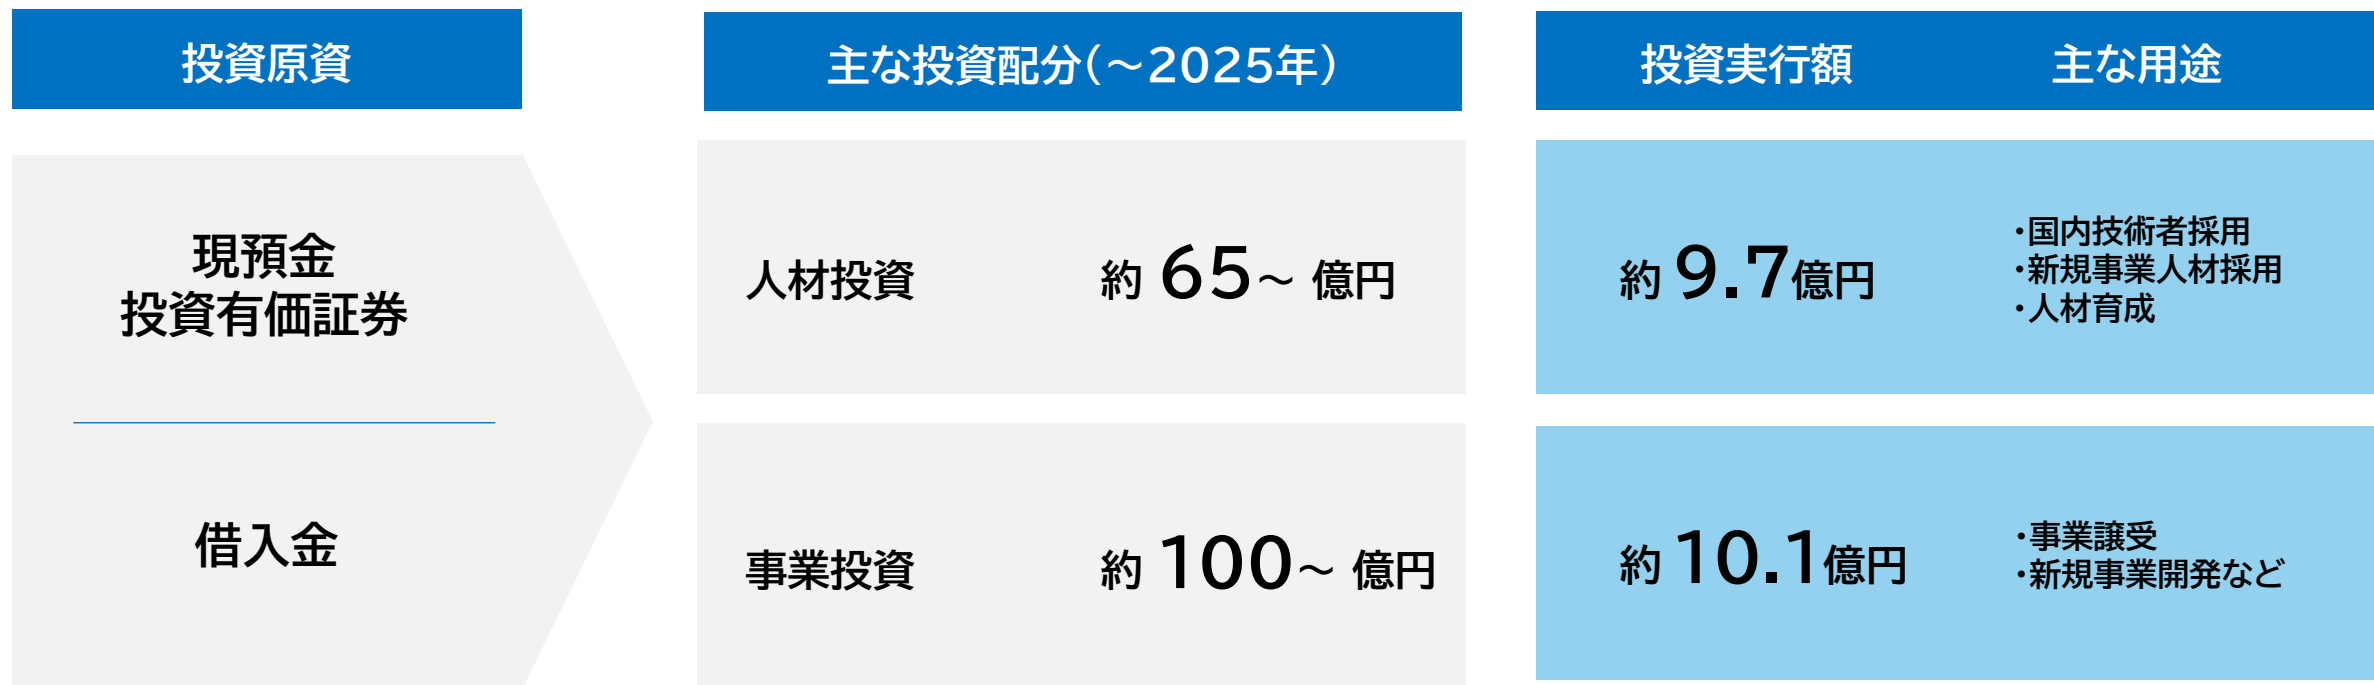 投資原資
主な投資配分(～2025年)
投資実行額
主な用途
現預金
投資有価証券
借入金
人材投資
約 65～ 億円
約 9.7億円
・国内技術者採用
・新規事業人材採用
・人材育成
事業投資
約 100～ 億円
約 10.1億円
・事業譲受
・新規事業開発など